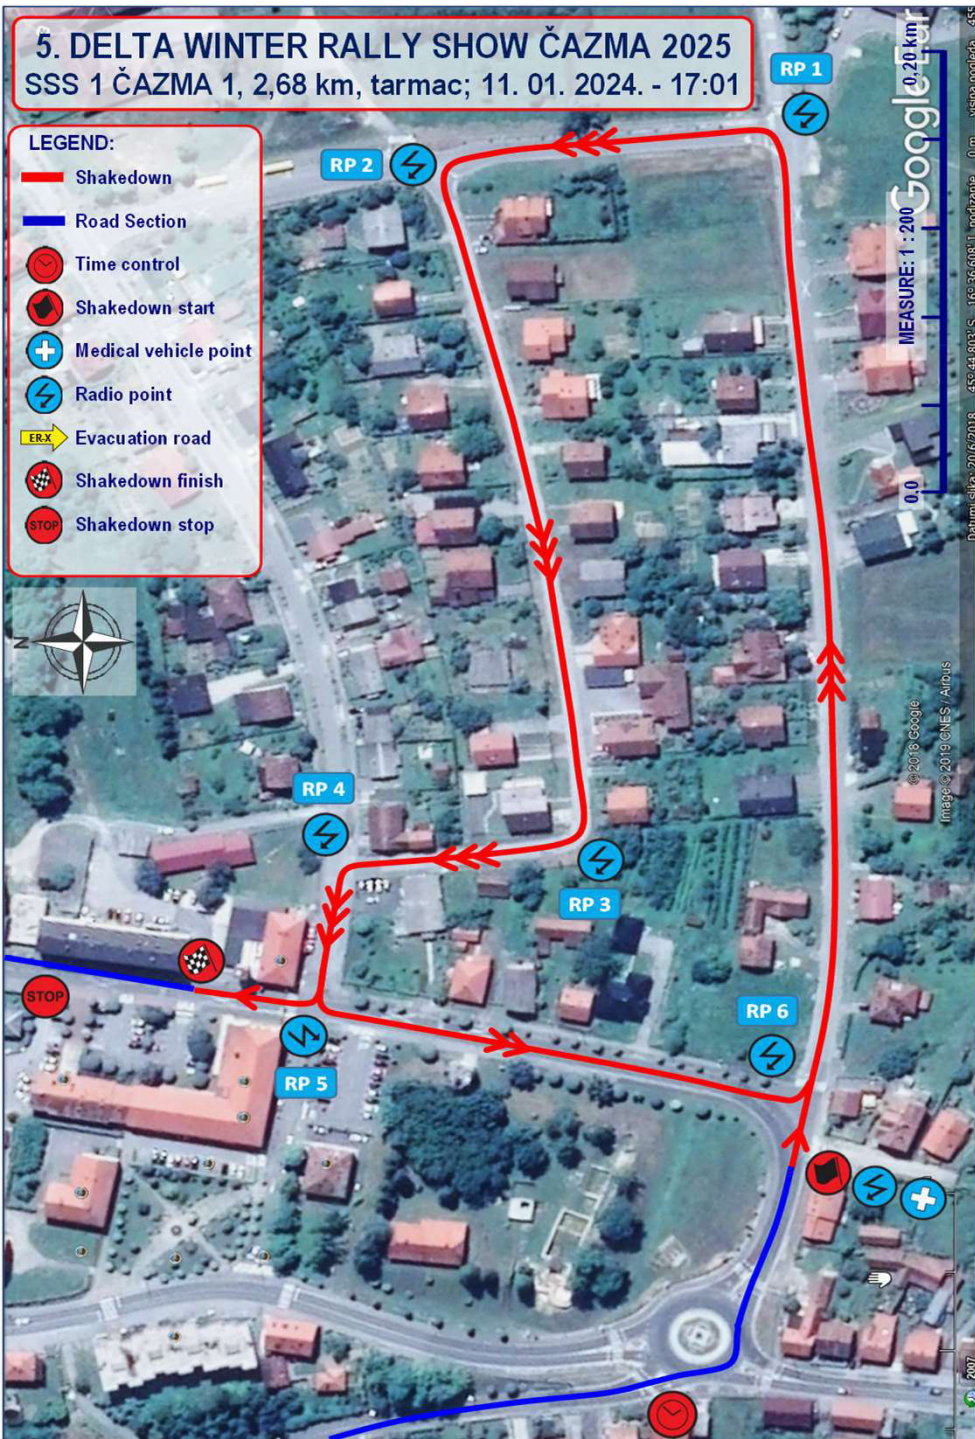 5. DELTA WINTER RALLY SHOW ČAZMA 2025
SSS 1 ČAZMA 1, 2,68 km, tarmac; 11. 01. 2024. - 17:01
LEGEND:
Shakedown
Road Section
Time control
Shakedown start
Medical vehicle point
Radio point
ER-X Evacuation road
Shakedown finish
STOP Shakedown stop
N
RP 1
RP 2
0,20 km
MEASURE: 1 : 200
0,0
RP 4
RP 3
RP 6
RP 5
STOP
© 2018 Google
Image © 2019 CNES / Airbus
2007